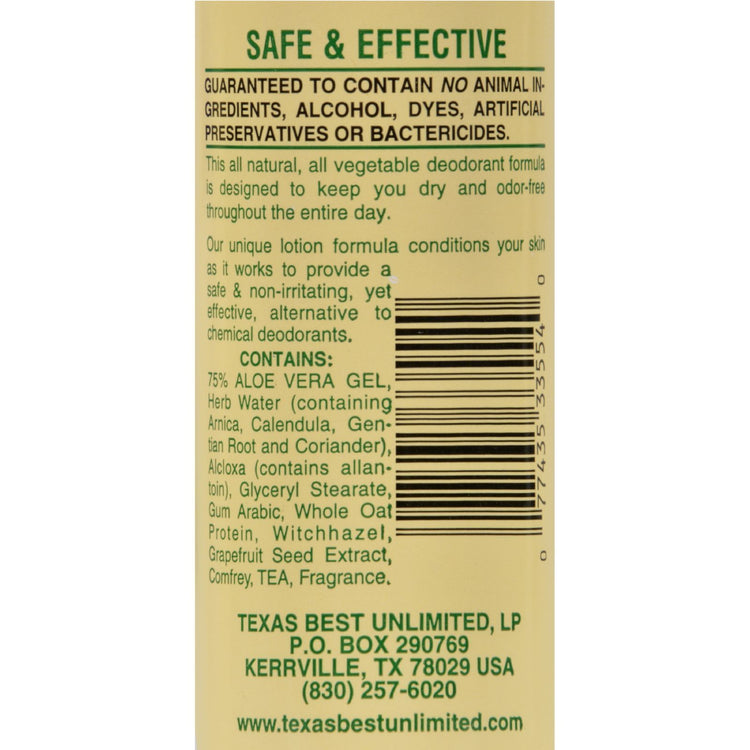 SAFE & EFFECTIVE
GUARANTEED TO CONTAIN NO ANIMAL IN-
GREDIENTS, ALCOHOL, DYES, ARTIFICIAL
PRESERVATIVES OR BACTERICIDES.
This all natural, all vegetable deodorant formula
is designed to keep you dry and odor-free
throughout the entire day.
Our unique lotion formula conditions your skin
as it works to provide a
safe & non-irritating, yet
effective, alternative to
chemical deodorants.
CONTAINS:
75% ALOE VERA GEL,
Herb Water (containing
Arnica, Calendula, Gen-
tian Root and Coriander),
Alcloxa (contains allan-
toin), Glyceryl Stearate,
Gum Arabic, Whole Oat
Protein, Witchhazel,
Grapefruit Seed Extract,
Comfrey, TEA, Fragrance.
0 77435 33554 0
TEXAS BEST UNLIMITED, LP
P.O. BOX 290769
KERRVILLE, TX 78029 USA
(830) 257-6020
www.texasbestunlimited.com